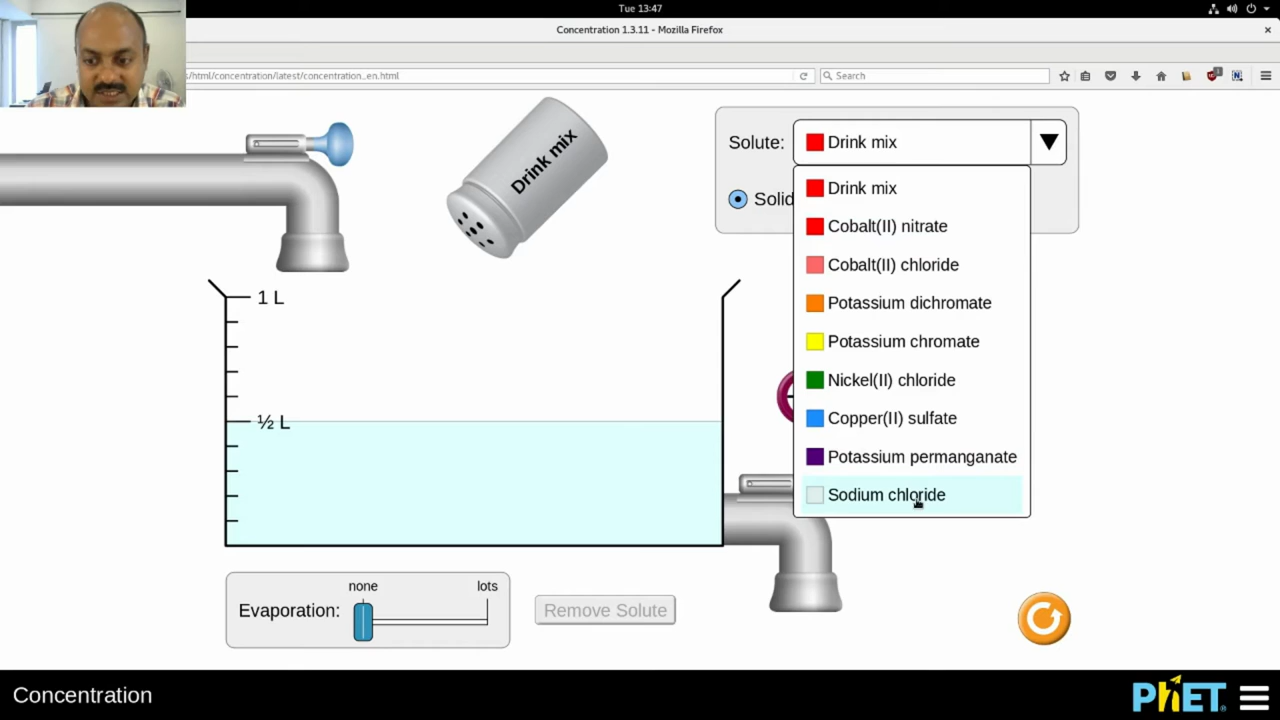 Tue 13:47
Concentration 1.3.11 - Mozilla Firefox
s/html/concentration/latest/concentration_en.html
Search
Drink mix
Solute:
Drink mix
Solid
Drink mix
Cobalt(II) nitrate
Cobalt(II) chloride
Potassium dichromate
Potassium chromate
Nickel(II) chloride
Copper(II) sulfate
Potassium permanganate
Sodium chloride
1 L
½ L
none
lots
Evaporation:
Remove Solute
Concentration
PhET